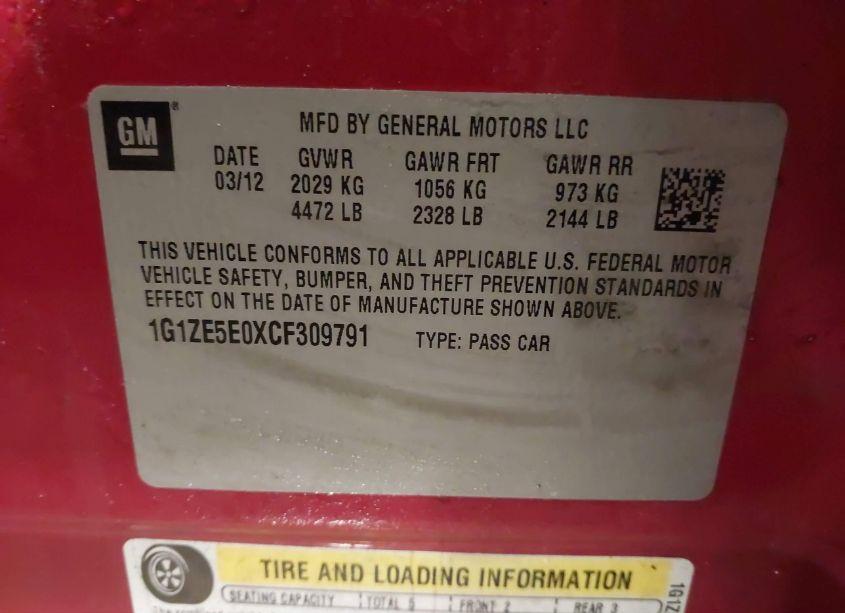 GM ®
MFD BY GENERAL MOTORS LLC
DATE GVWR GAWR FRT GAWR RR
03/12 2029 KG 1056 KG 973 KG
4472 LB 2328 LB 2144 LB
THIS VEHICLE CONFORMS TO ALL APPLICABLE U.S. FEDERAL MOTOR
VEHICLE SAFETY, BUMPER, AND THEFT PREVENTION STANDARDS IN
EFFECT ON THE DATE OF MANUFACTURE SHOWN ABOVE.
1G1ZE5E0XCF309791 TYPE: PASS CAR
TIRE AND LOADING INFORMATION
SEATING CAPACITY TOTAL 5 FRONT 2 REAR 3
1G1Z